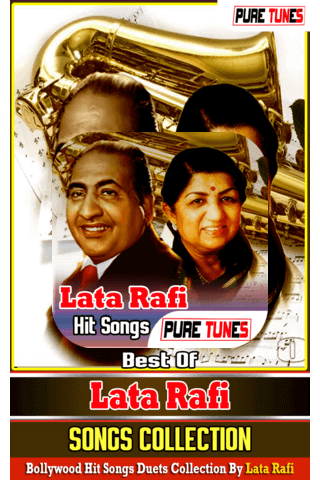 PURE TUNES
Lata Rafi
Hit Songs
PURE TUNES
Best Of
Lata Rafi
SONGS COLLECTION
Bollywood Hit Songs Duets Collection By Lata Rafi